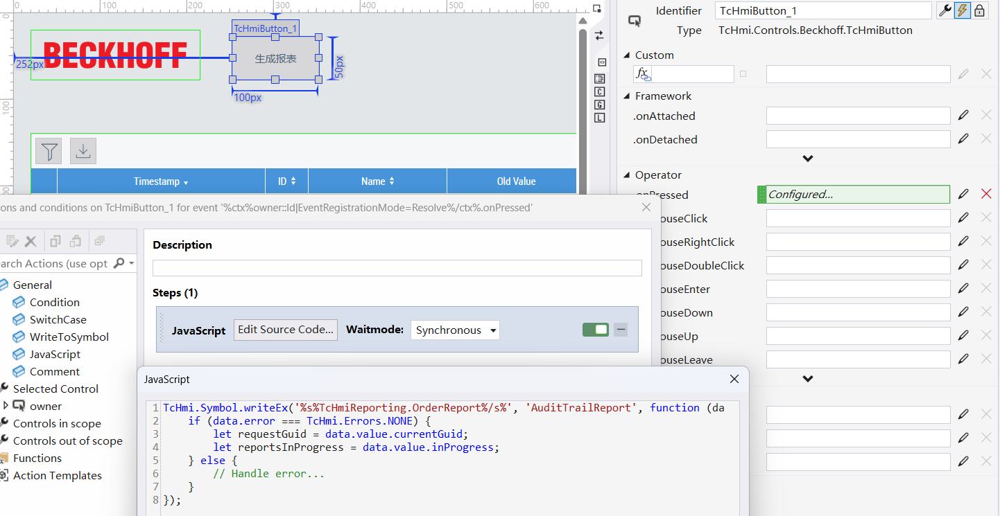 0 100 200 300 400 500 600
TcHmiButton_1
BECKHOFF
生成报表
252px
50px
100px
100
Timestamp
ID
Name
Old Value
Identifier
TcHmiButton_1
Type
TcHmi.Controls.Beckhoff.TcHmiButton
Custom
fx
Framework
.onAttached
.onDetached
Operator
.onPressed
Configured...
ouseClick
ouseRightClick
ouseDoubleClick
ouseEnter
ouseDown
ouseUp
ouseLeave
C
G
L
ons and conditions on TcHmiButton_1 for event '%ctx%owner::Id|EventRegistrationMode=Resolve%/ctx%.onPressed'
arch Actions (use opt
General
Condition
SwitchCase
WriteToSymbol
JavaScript
Comment
Selected Control
owner
Controls in scope
Controls out of scope
Functions
Action Templates
Description
Steps (1)
JavaScript
Edit Source Code...
Waitmode:
Synchronous
JavaScript
1 TcHmi.Symbol.writeEx('%s%TcHmiReporting.OrderReport%/s%', 'AuditTrailReport', function (da
2 if (data.error === TcHmi.Errors.NONE) {
3 let requestGuid = data.value.currentGuid;
4 let reportsInProgress = data.value.inProgress;
5 } else {
6 // Handle error...
7 }
8 });